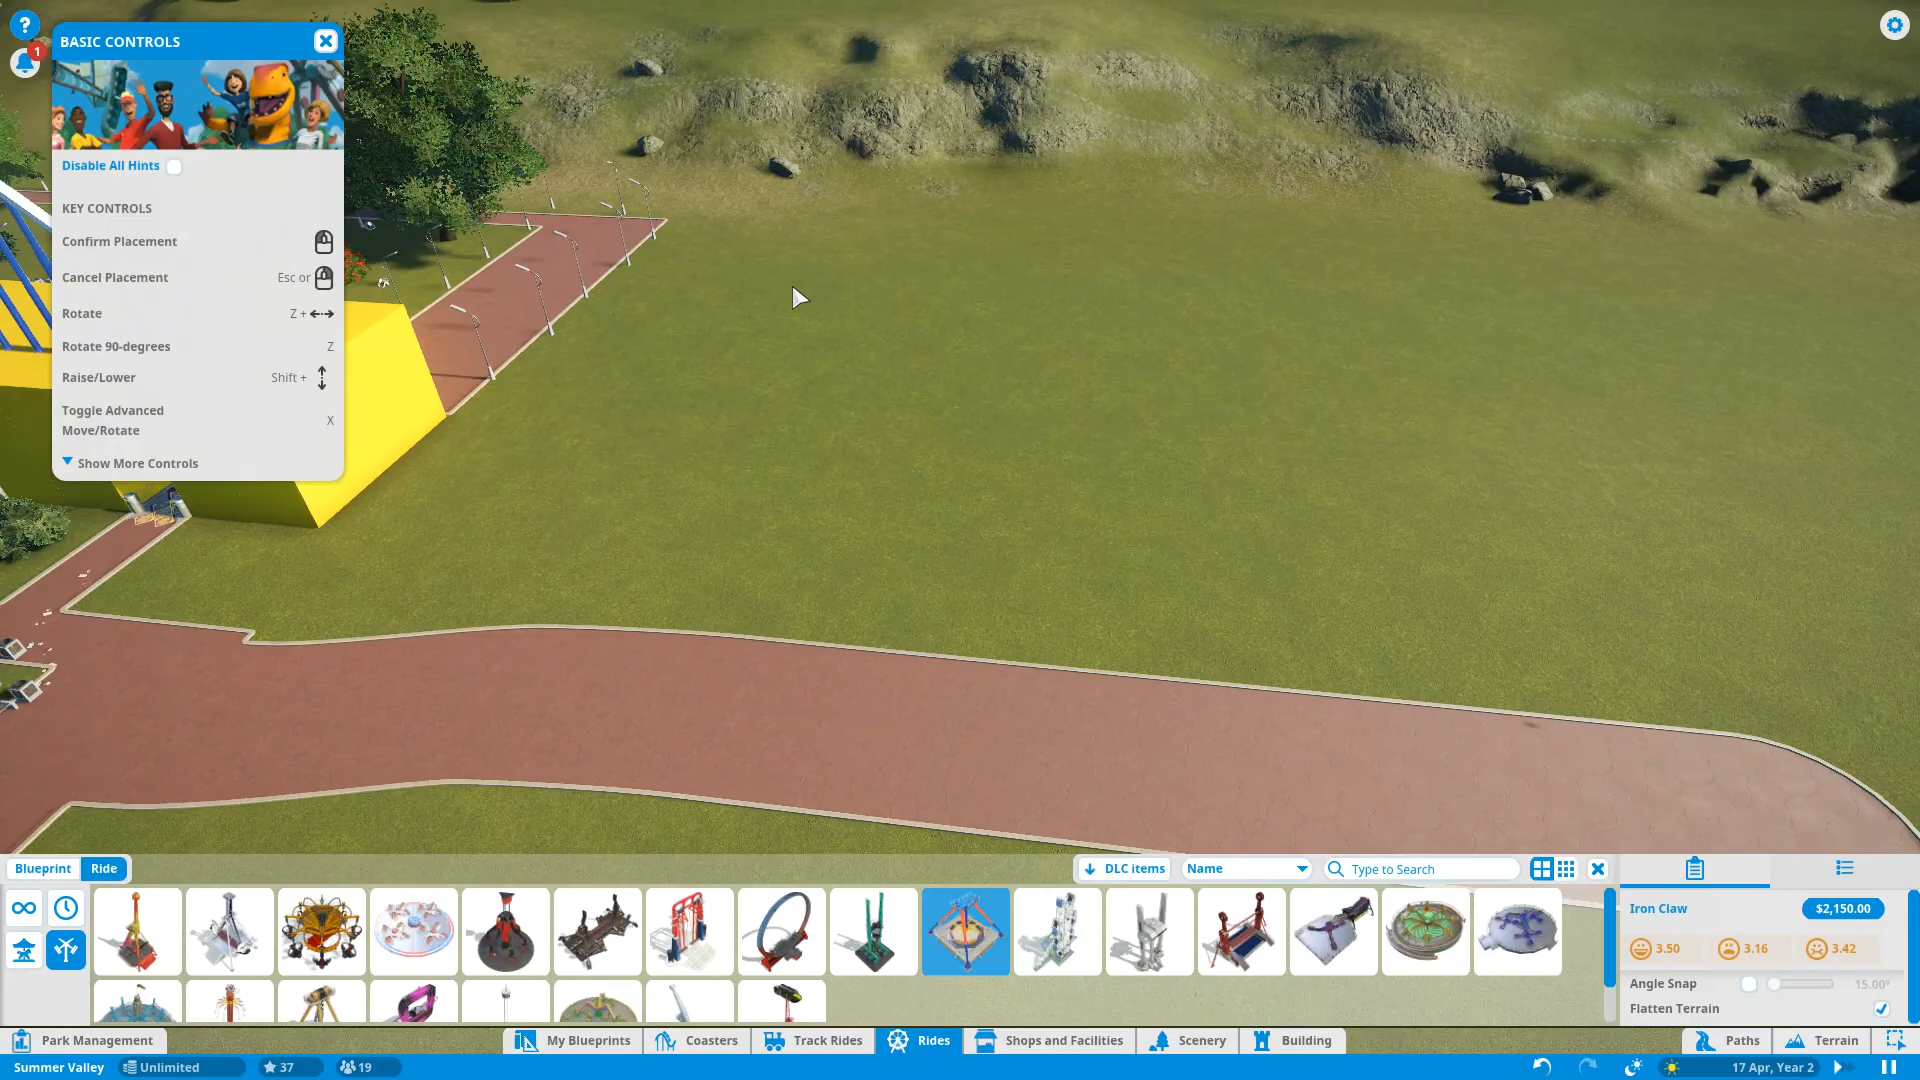 ?
1
BASIC CONTROLS
Disable All Hints
KEY CONTROLS
Confirm Placement
Cancel Placement Esc or
Rotate Z +
Rotate 90-degrees Z
Raise/Lower Shift +
Toggle Advanced
Move/Rotate X
Show More Controls
Blueprint Ride
DLC items Name Type to Search
Iron Claw $2,150.00
3.50 3.16 3.42
Angle Snap 15.00°
Flatten Terrain
Park Management My Blueprints Coasters Track Rides Rides Shops and Facilities Scenery Building Paths Terrain
Summer Valley Unlimited 37 19 17 Apr, Year 2